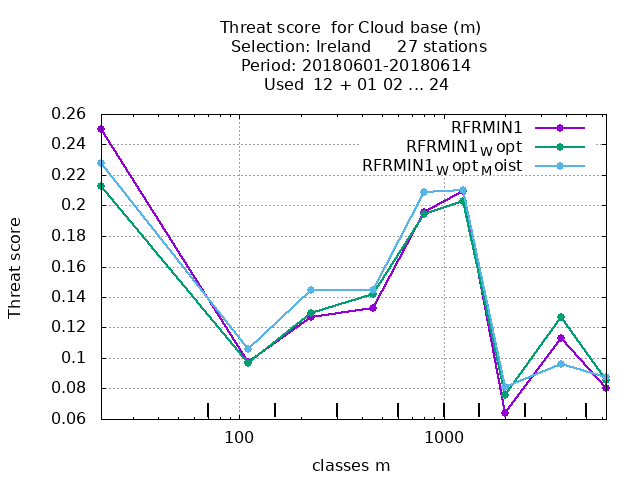 Threat score  for Cloud base (m)
Selection: Ireland     27 stations
Period: 20180601-20180614
Used  12 + 01 02 ... 24
RFRMIN1
RFRMIN1Wopt
RFRMIN1WoptMoist
0.26
0.24
0.22
0.2
0.18
0.16
0.14
0.12
0.1
0.08
0.06
Threat score
100 1000
classes m